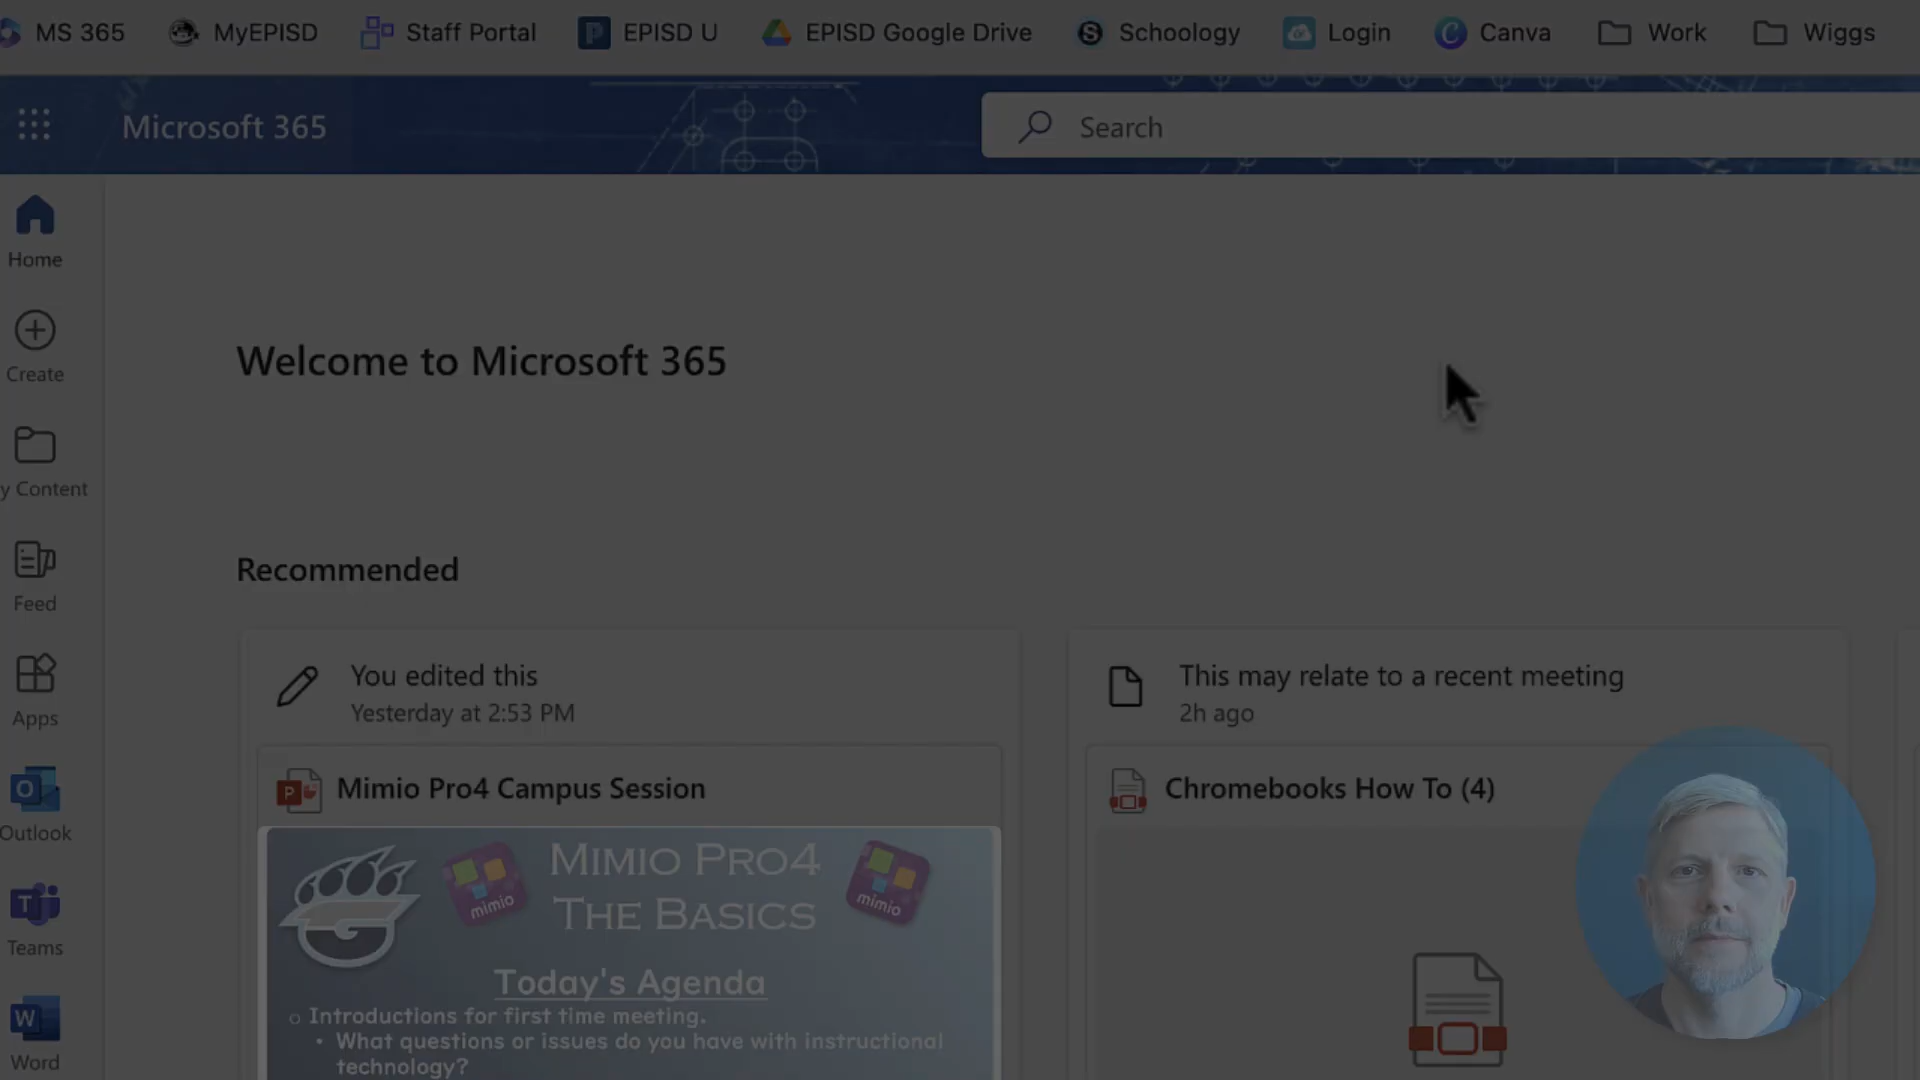 MS 365
MyEPISD
Staff Portal
EPISD U
EPISD Google Drive
Schoology
Login
Canva
Work
Wiggs
Microsoft 365
Search
Home
Create
y Content
Feed
Apps
Outlook
Teams
Word
Welcome to Microsoft 365
Recommended
You edited this
Yesterday at 2:53 PM
Mimio Pro4 Campus Session
mimio
MIMIO PRO4
THE BASICS
mimio
Today's Agenda
Introductions for first time meeting.
What questions or issues do you have with instructional
technology?
This may relate to a recent meeting
2h ago
Chromebooks How To (4)